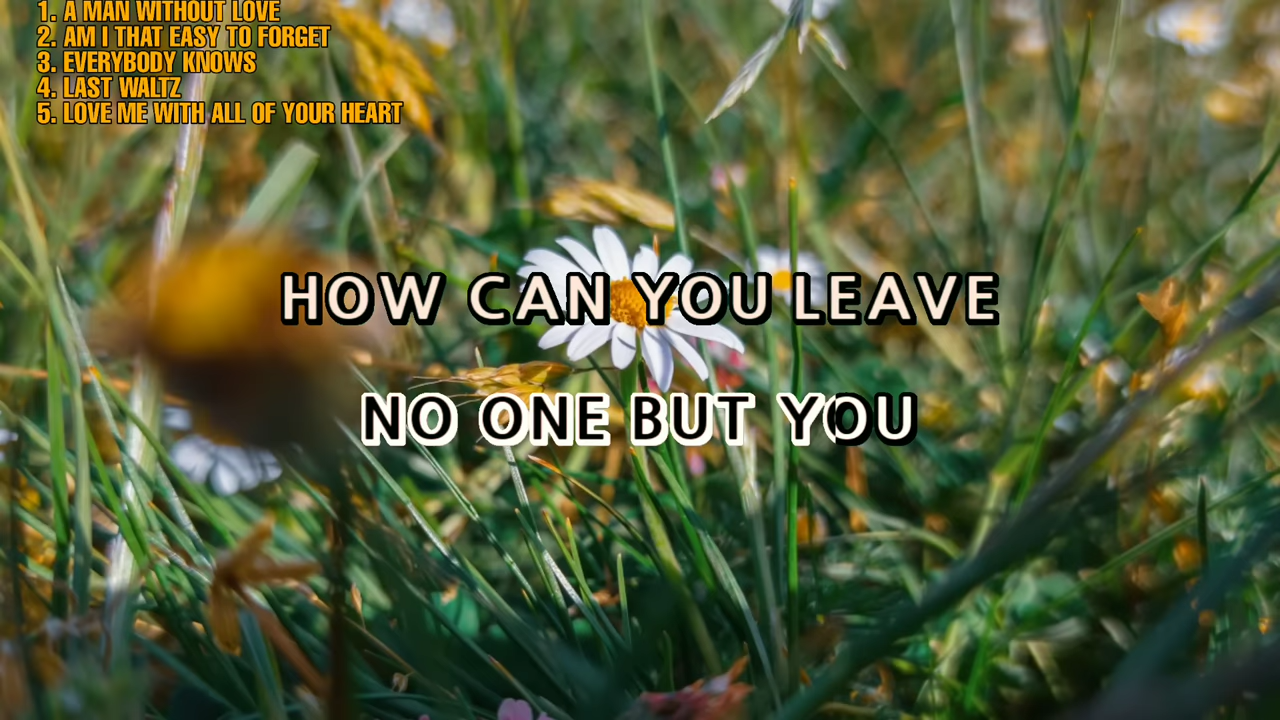 1. A MAN WITHOUT LOVE
2. AM I THAT EASY TO FORGET
3. EVERYBODY KNOWS
4. LAST WALTZ
5. LOVE ME WITH ALL OF YOUR HEART
HOW CAN YOU LEAVE
NO ONE BUT YOU